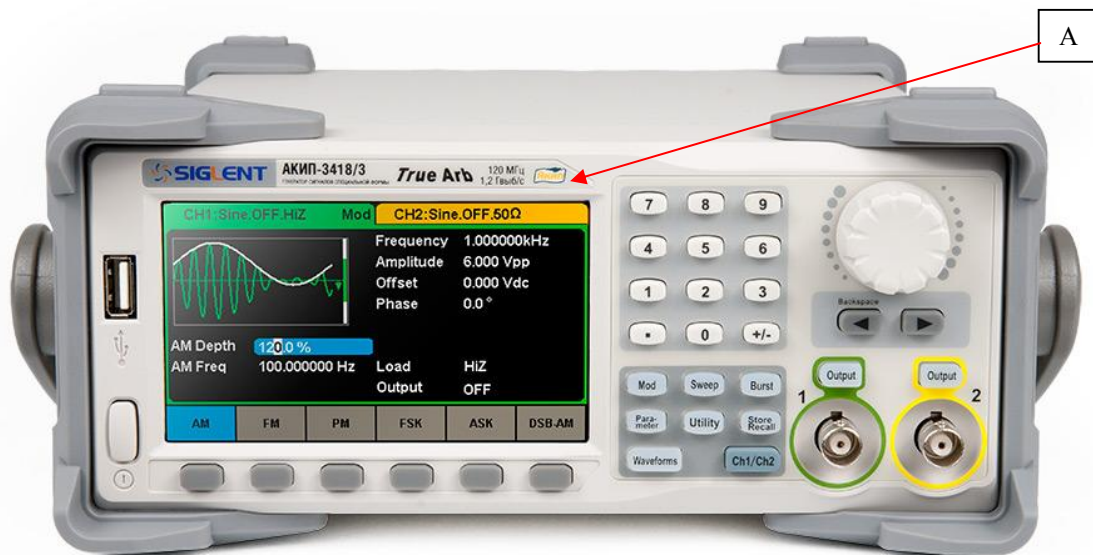 A
SIGLENT
АКИП-3418/3
ГЕНЕРАТОР СИГНАЛОВ СПЕЦИАЛЬНОЙ ФОРМЫ
True Arb
120 МГц
1,2 Гвыб/с
CH1:Sine.OFF.HiZ Mod CH2:Sine.OFF.50Ω
Frequency 1.000000kHz
Amplitude 6.000 Vpp
Offset 0.000 Vdc
Phase 0.0 °
AM Depth 120.0 %
AM Freq 100.000000 Hz Load HiZ
Output OFF
AM FM PM FSK ASK DSB-AM
7 8 9
4 5 6
1 2 3
. 0 +/-
Mod Sweep Burst
Para-
meter
Utility
Store
Recall
Waveforms Ch1/Ch2
Backspace
Output Output
1 2